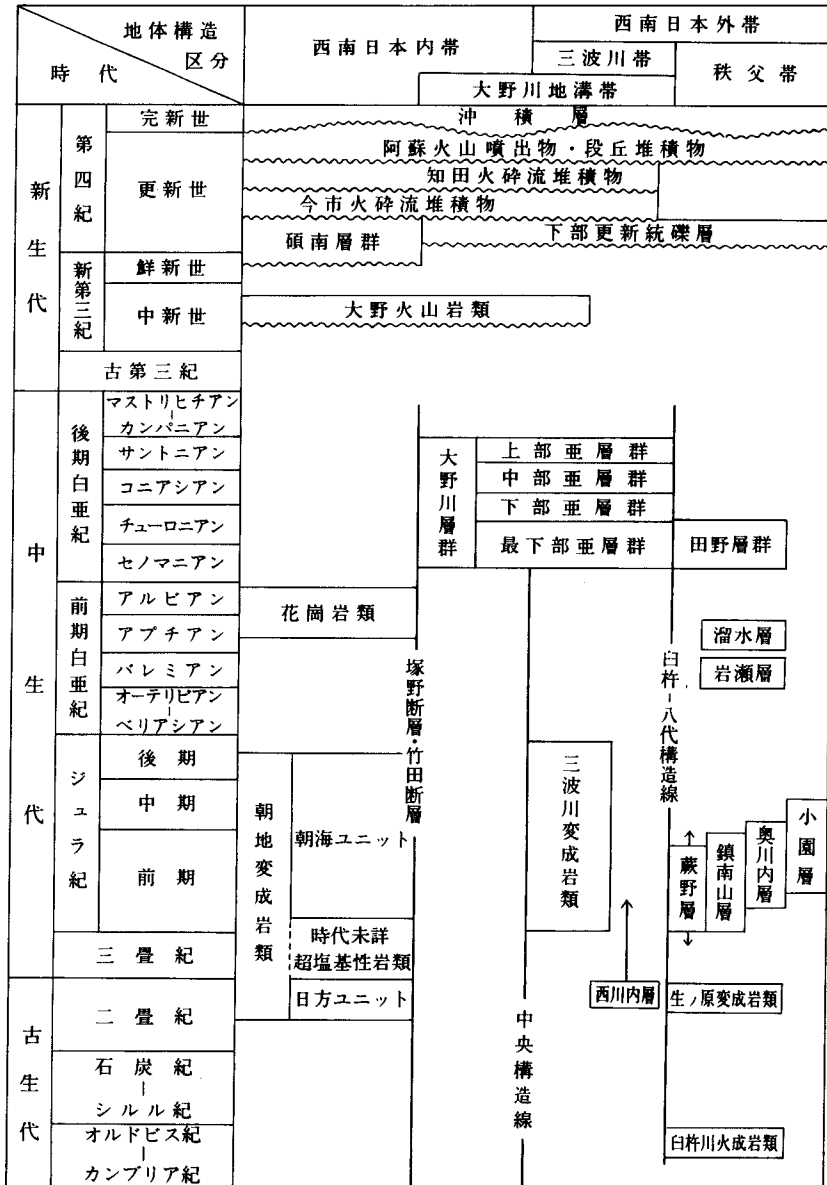 地体構造
区分
時代
西南日本内帯
西南日本外帯
三波川帯
秩父帯
大野川地溝帯
新生代
第四紀
完新世
更新世
新第三紀
鮮新世
中新世
古第三紀
沖積層
阿蘇火山噴出物・段丘堆積物
知田火砕流堆積物
今市火砕流堆積物
碩南層群
下部更新統礫層
大野火山岩類
中生代
後期白亜紀
マストリヒチアン
|
カンパニアン
サントニアン
コニアシアン
チューロニアン
セノマニアン
前期白亜紀
アルビアン
アプチアン
バレミアン
オーテリビアン
|
ベリアシアン
ジュラ紀
後期
中期
前期
三畳紀
大野川層群
上部亜層群
中部亜層群
下部亜層群
最下部亜層群
田野層群
花崗岩類
溜水層
岩瀬層
塚野断層・竹田断層
臼杵-八代構造線
朝地変成岩類
朝海ユニット
時代未詳
超塩基性岩類
日方ユニット
三波川変成岩類
蕨野層
鎮南山層
奥川内層
小園層
西川内層
生ノ原変成岩類
中央構造線
臼杵川火成岩類
古生代
二畳紀
石炭紀
|
シルル紀
オルドビス紀
|
カンブリア紀